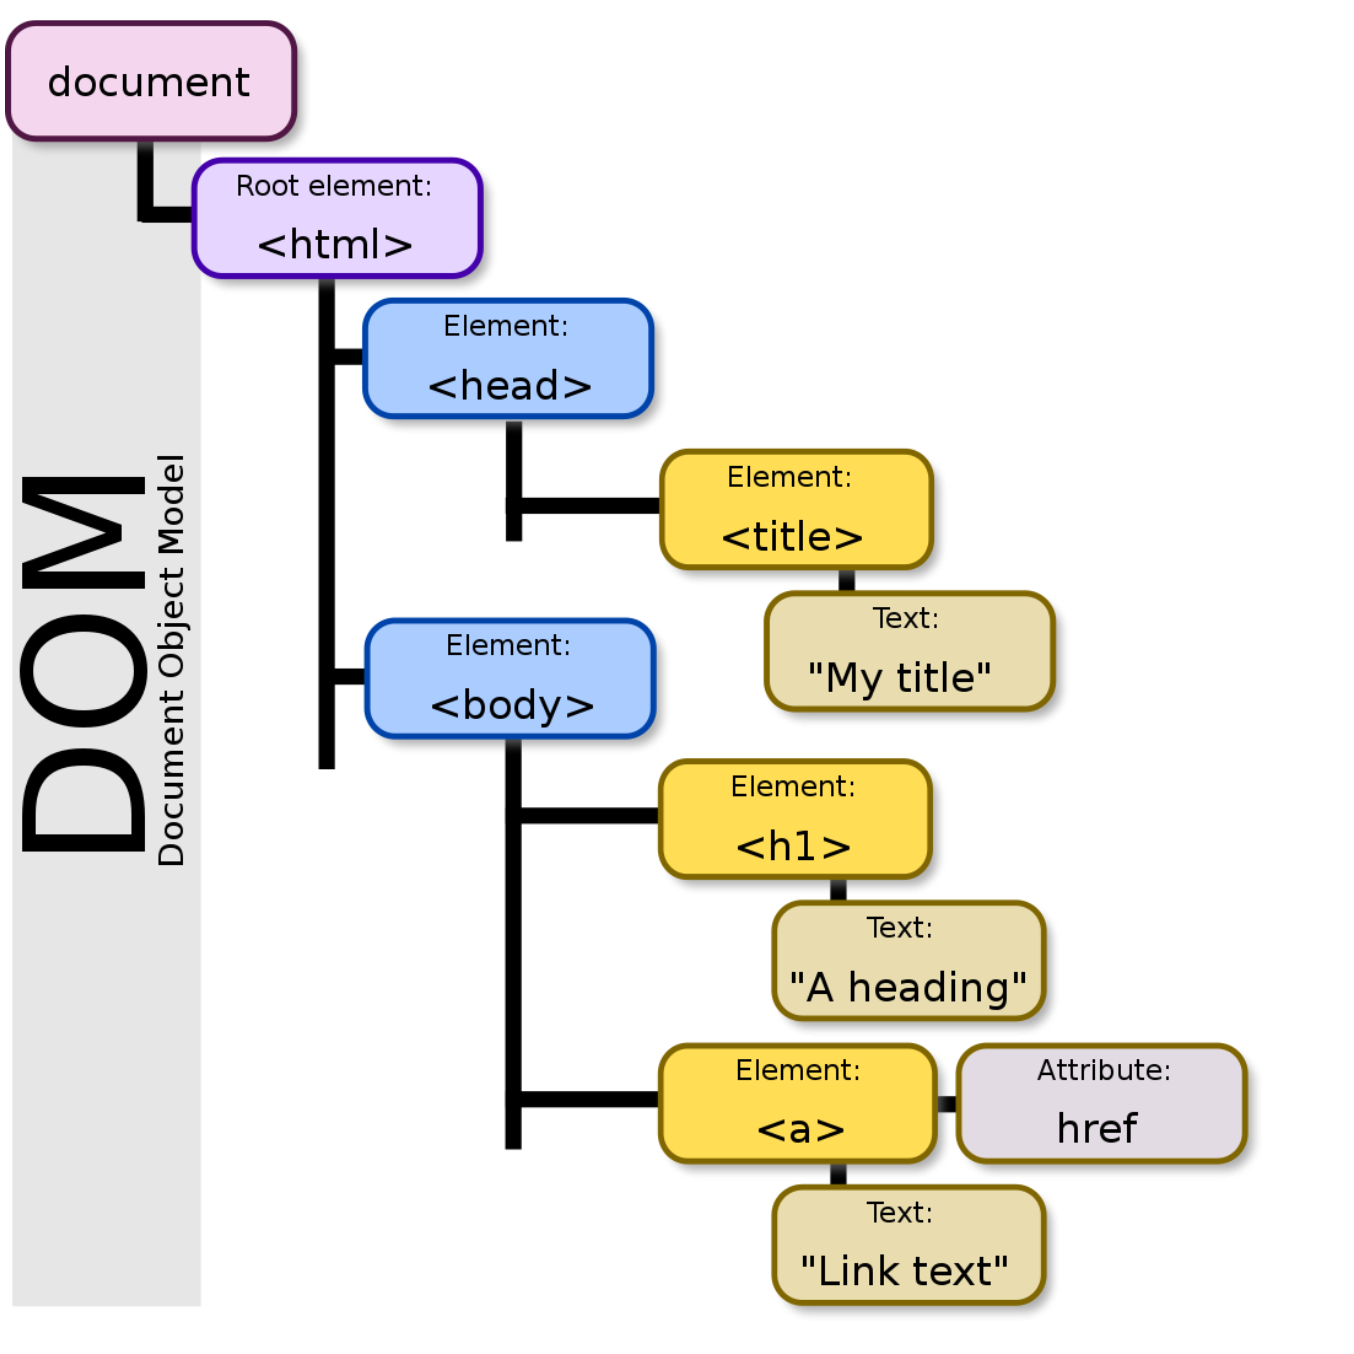 document
Root element:
<html>
Element:
<head>
Element:
<title>
Text:
"My title"
Element:
<body>
Element:
<h1>
Text:
"A heading"
Element:
<a>
Attribute:
href
Text:
"Link text"
DOM
Document Object Model